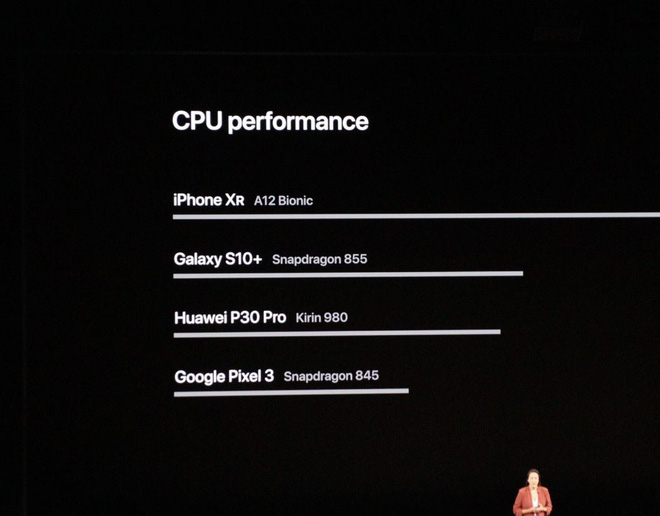 CPU performance
iPhone XR A12 Bionic
Galaxy S10+ Snapdragon 855
Huawei P30 Pro Kirin 980
Google Pixel 3 Snapdragon 845